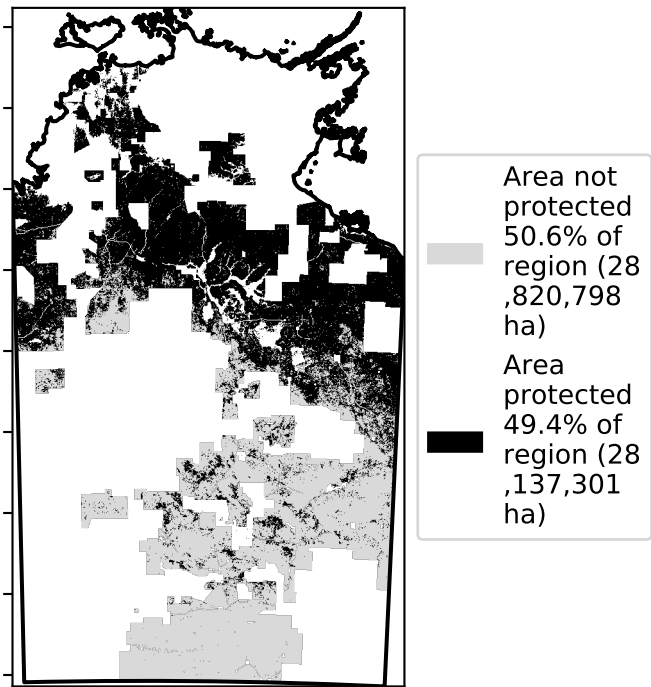 Area not
protected
50.6% of
region (28
,820,798
ha)
Area
protected
49.4% of
region (28
,137,301
ha)